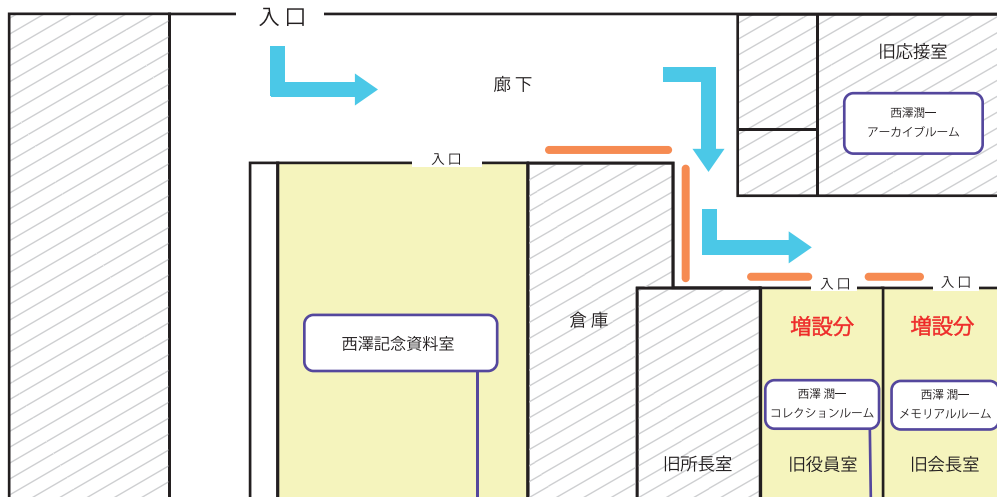 入口
廊下
旧応接室
西澤潤一
アーカイブルーム
入口
西澤記念資料室
倉庫
入口
入口
増設分
増設分
西澤 潤一
コレクションルーム
西澤 潤一
メモリアルルーム
旧所長室
旧役員室
旧会長室